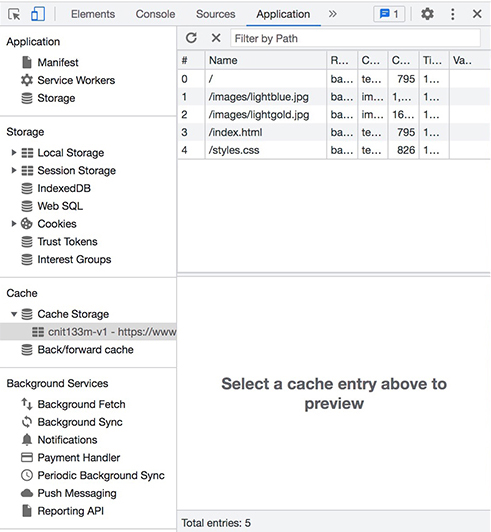 Elements Console Sources Application » 1
Application
Manifest
Service Workers
Storage
Storage
Local Storage
Session Storage
IndexedDB
Web SQL
Cookies
Trust Tokens
Interest Groups
Cache
Cache Storage
cnit133m-v1 - https://www
Back/forward cache
Background Services
Background Fetch
Background Sync
Notifications
Payment Handler
Periodic Background Sync
Push Messaging
Reporting API
Filter by Path
# Name R... C... C... Ti... Va...
0 / ba... te... 795 1...
1 /images/lightblue.jpg ba... im... 1,... 1...
2 /images/lightgold.jpg ba... im... 16... 1...
3 /index.html ba... te... 795 1...
4 /styles.css ba... te... 826 1...
Select a cache entry above to
preview
Total entries: 5